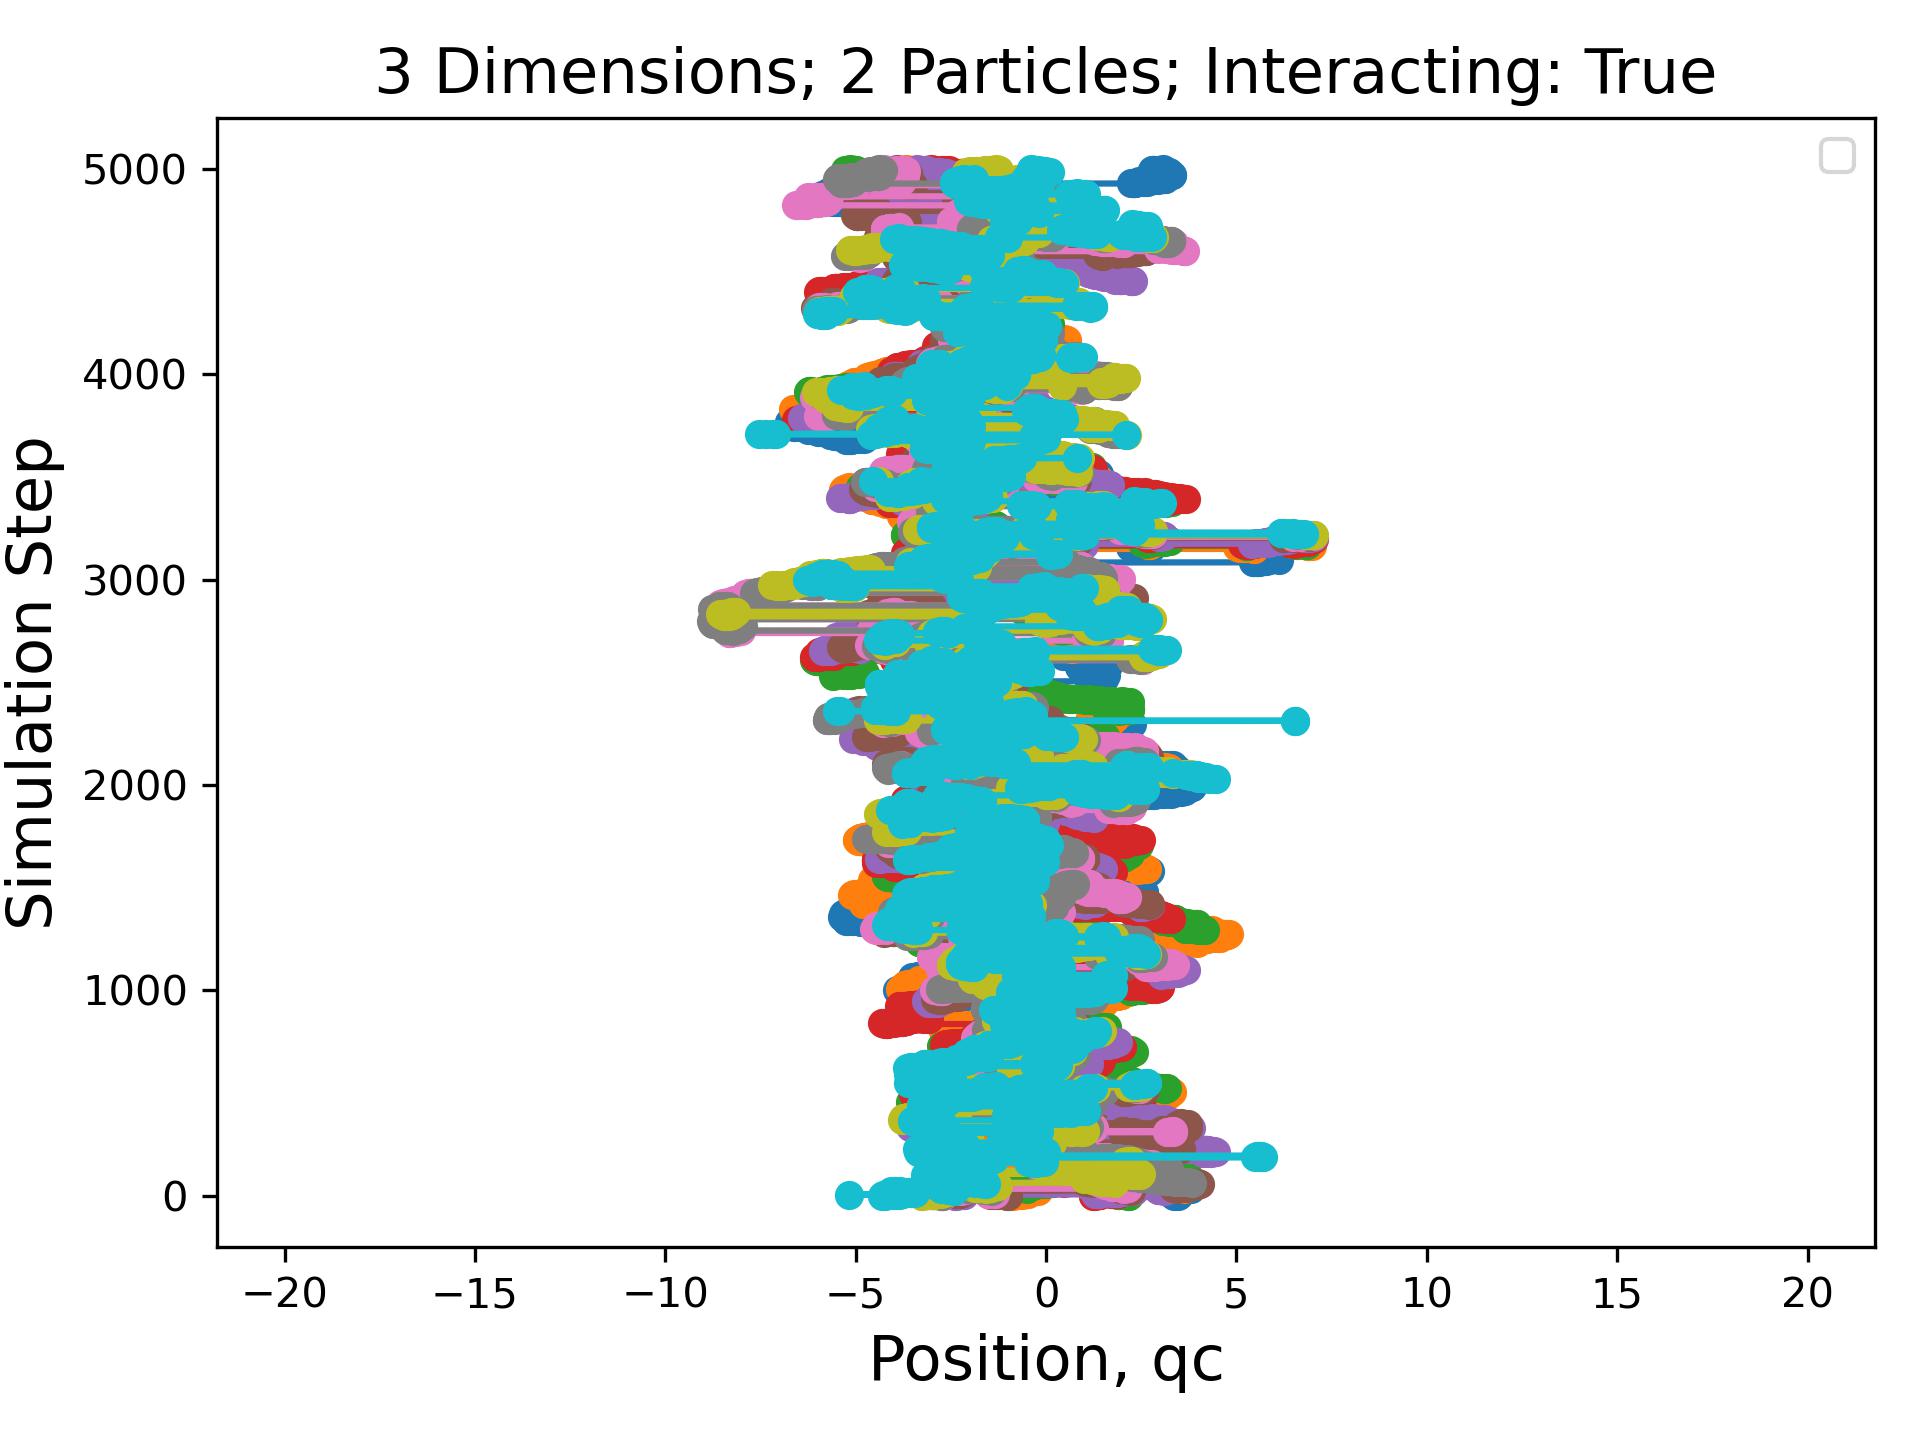 3 Dimensions; 2 Particles; Interacting: True
Simulation Step
5000
4000
3000
2000
1000
0
−20 −15 −10 −5 0 5 10 15 20
Position, qc